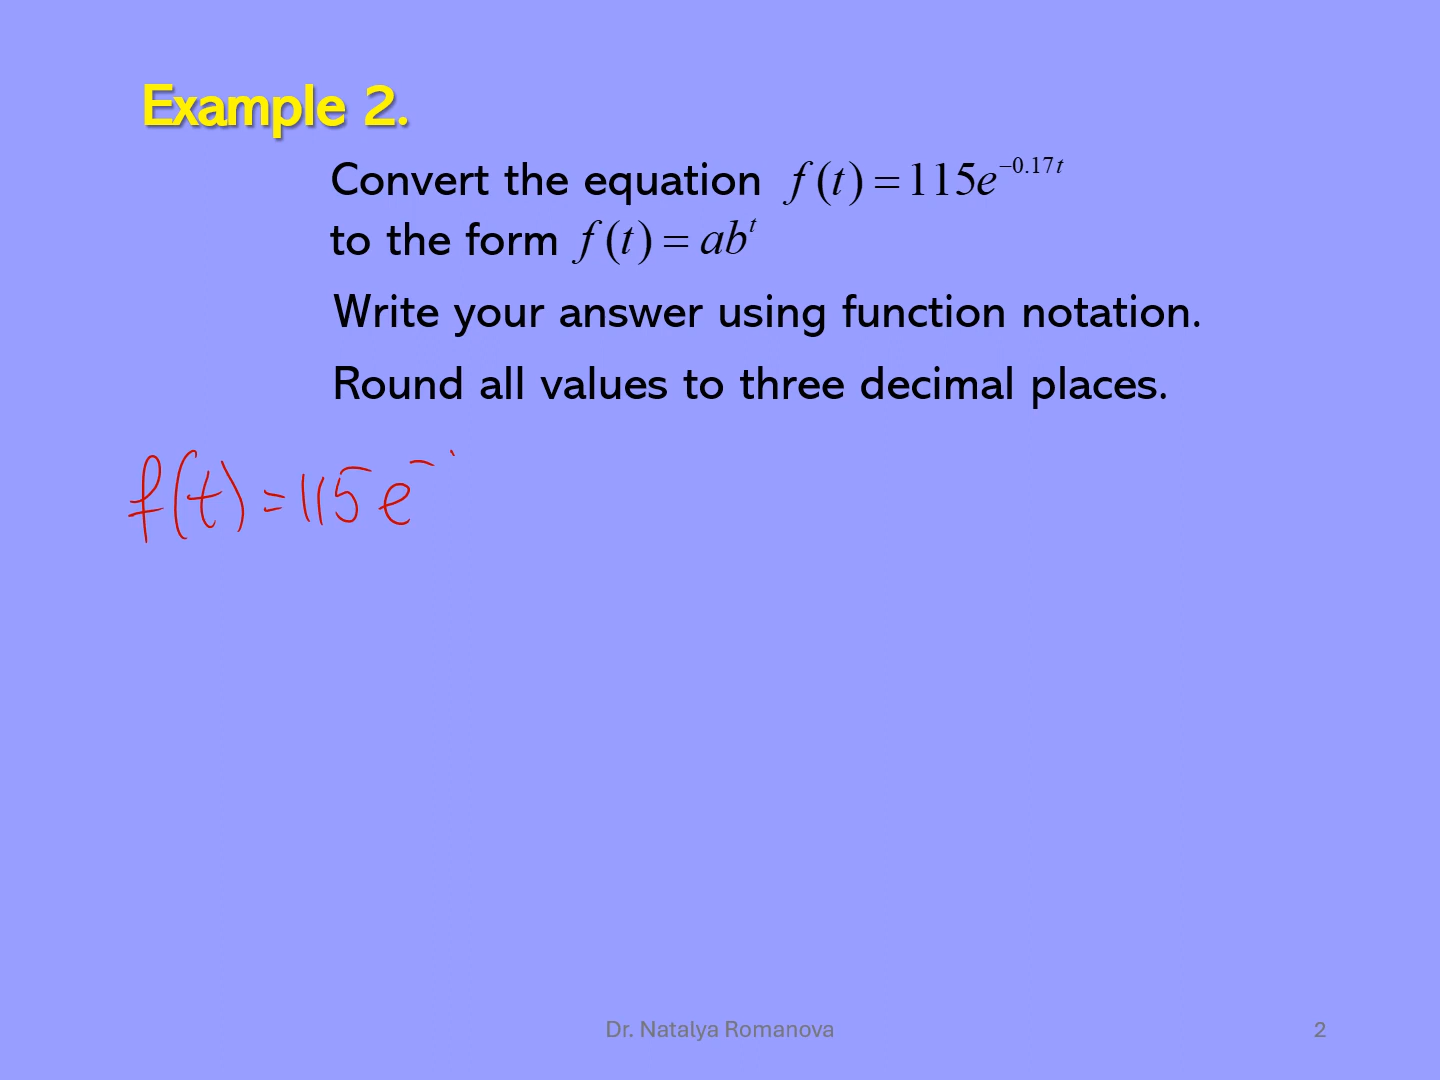 Example 2.
Convert the equation f(t) = 115e^{-0.17t}
to the form f(t) = ab^t
Write your answer using function notation.
Round all values to three decimal places.
f(t) = 115 e^-
Dr. Natalya Romanova
2